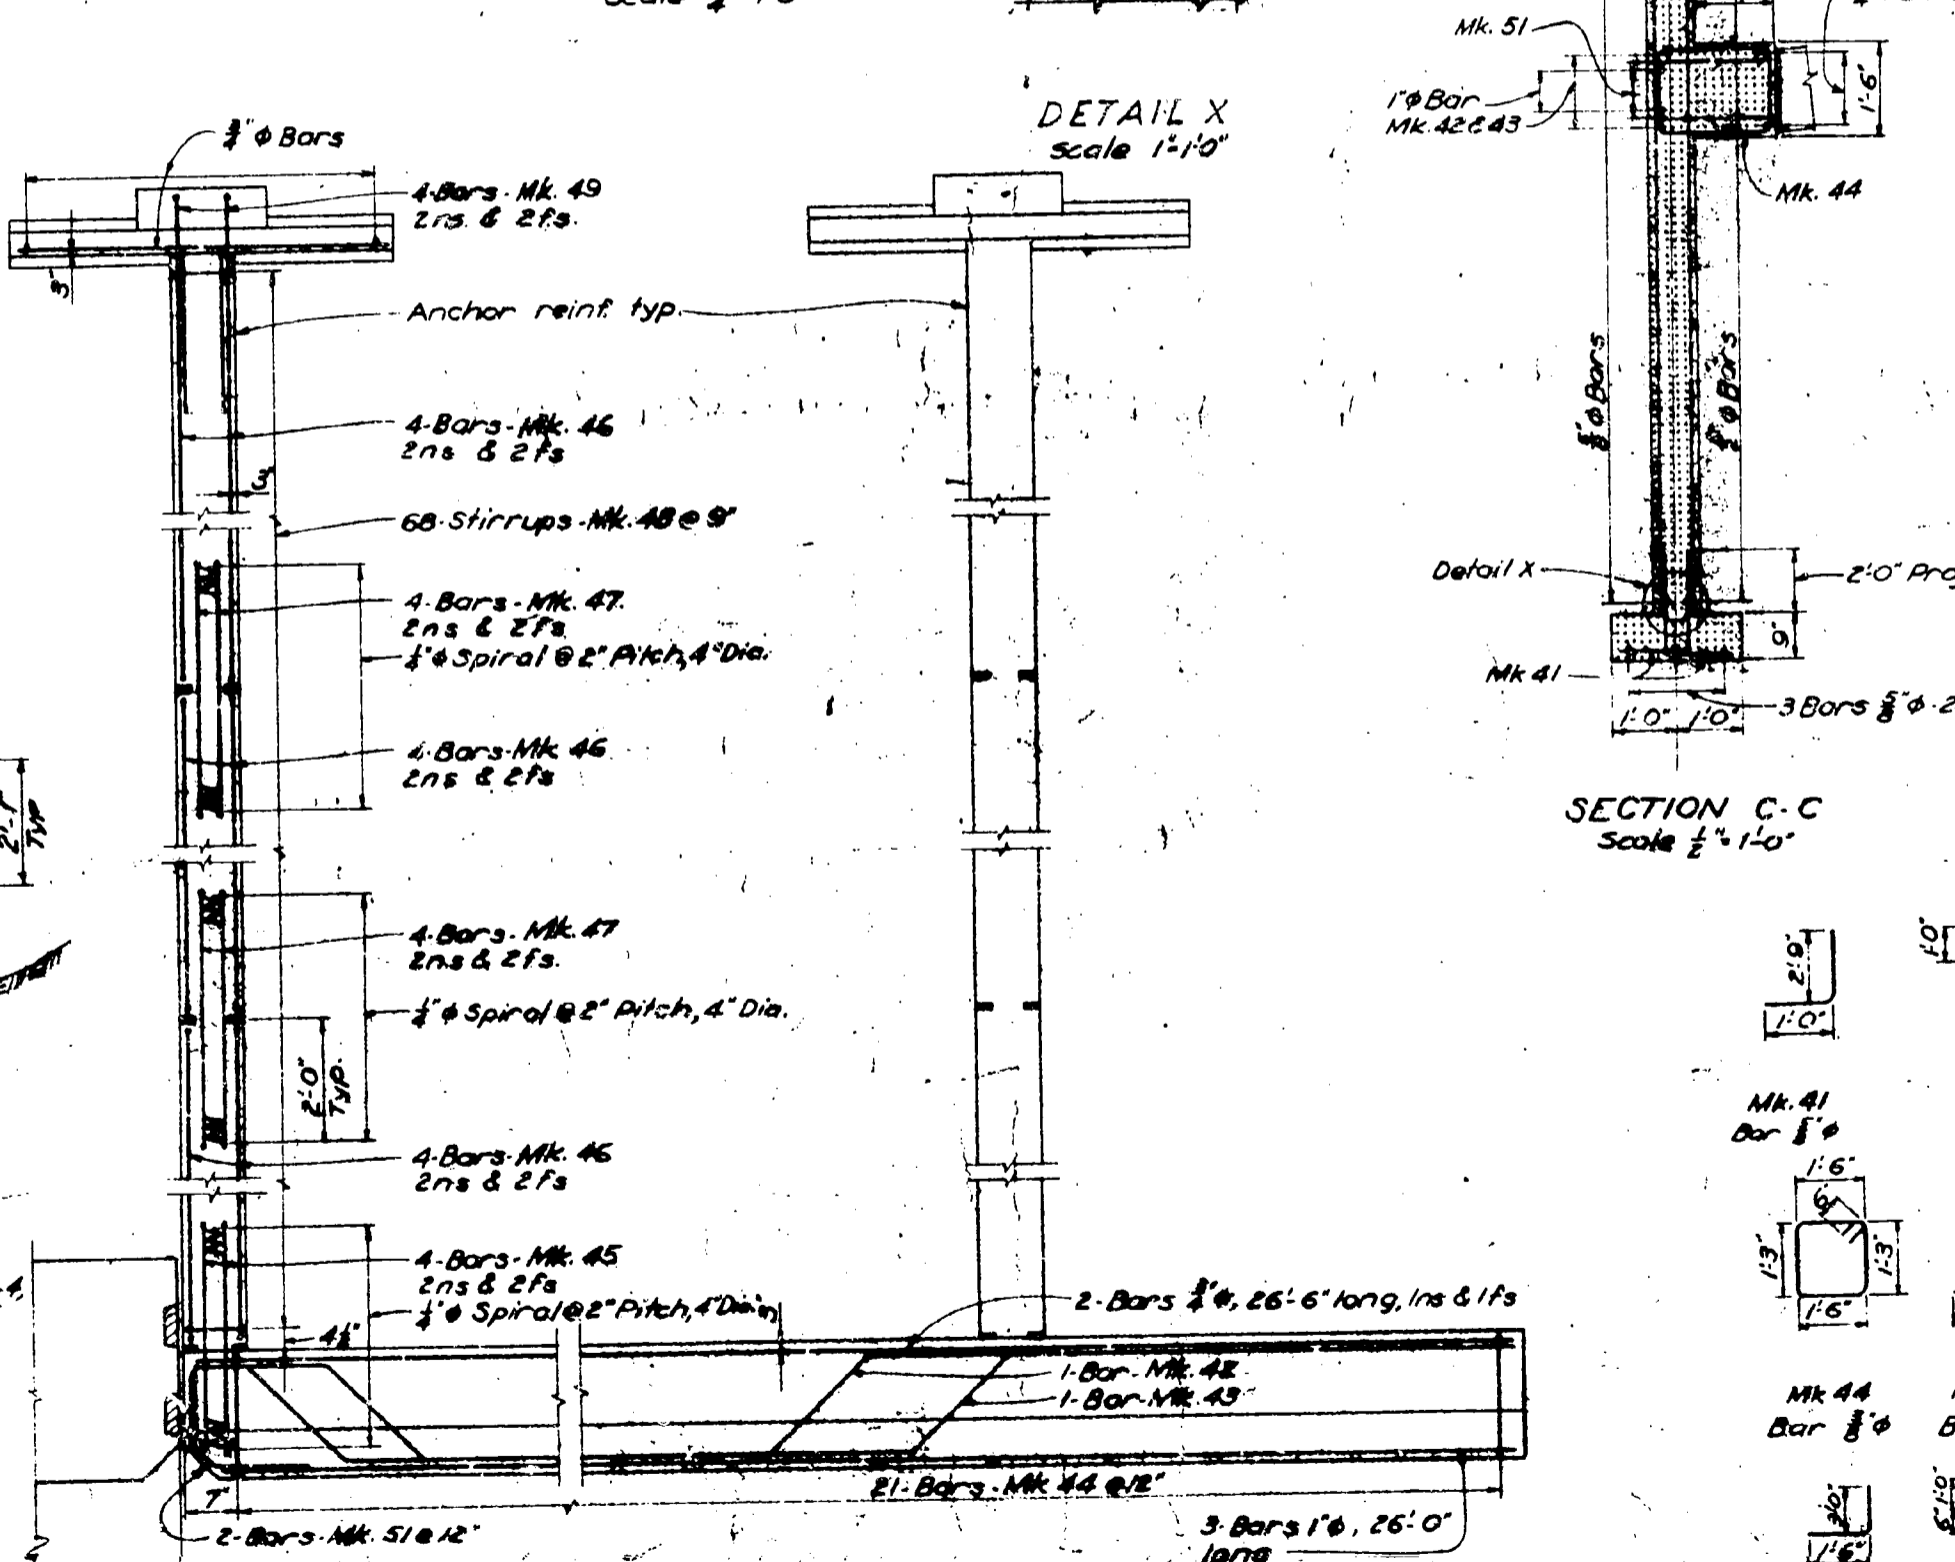 DETAIL X
scale 1"=1'-0"
3/4" φ Bars
4-Bars-Mk. 49
2ns. & 2fs.
3"
Anchor reinf. typ.
4-Bars-Mk. 46
2ns & 2fs
3"
68-Stirrups-Mk. 48 @ 9"
4-Bars-Mk. 47.
2ns & 2fs
1/4" φ Spiral @ 2" Pitch, 4" Dia.
4-Bars-Mk. 46
2ns & 2fs
2'-1"
Typ.
4-Bars-Mk. 47
2ns & 2fs.
1/4" φ Spiral @ 2" Pitch, 4" Dia.
2'-0"
Typ.
4-Bars-Mk. 46
2ns & 2fs
4-Bars-Mk. 45
2ns & 2fs
1/4" φ Spiral @ 2" Pitch, 4" Dia.
4 1/2"
2-Bars 3/4" φ, 26'-6" long, 1ns & 1fs
1-Bar-Mk. 42
1-Bar-Mk. 43
21-Bars-Mk 44 @ 12"
7"
2-Bars-Mk. 51 @ 12"
3-Bars 1" φ, 26'-0"
long
Mk. 51
1" φ Bar
Mk. 42 & 43
1'-6"
Mk. 44
5/8" φ Bars
φ Bars
Detail X
2'-0"
9"
Mk 41
3 Bars 5/8" φ
1'-0" 1'-0"
SECTION C-C
Scale 1/2" = 1'-0"
2'-9"
1'-0"
1'-0"
Mk. 41
Bar φ
1'-6"
6"
1'-3"
1'-3"
1'-6"
Mk 44
Bar 3/8" φ
1'-6"